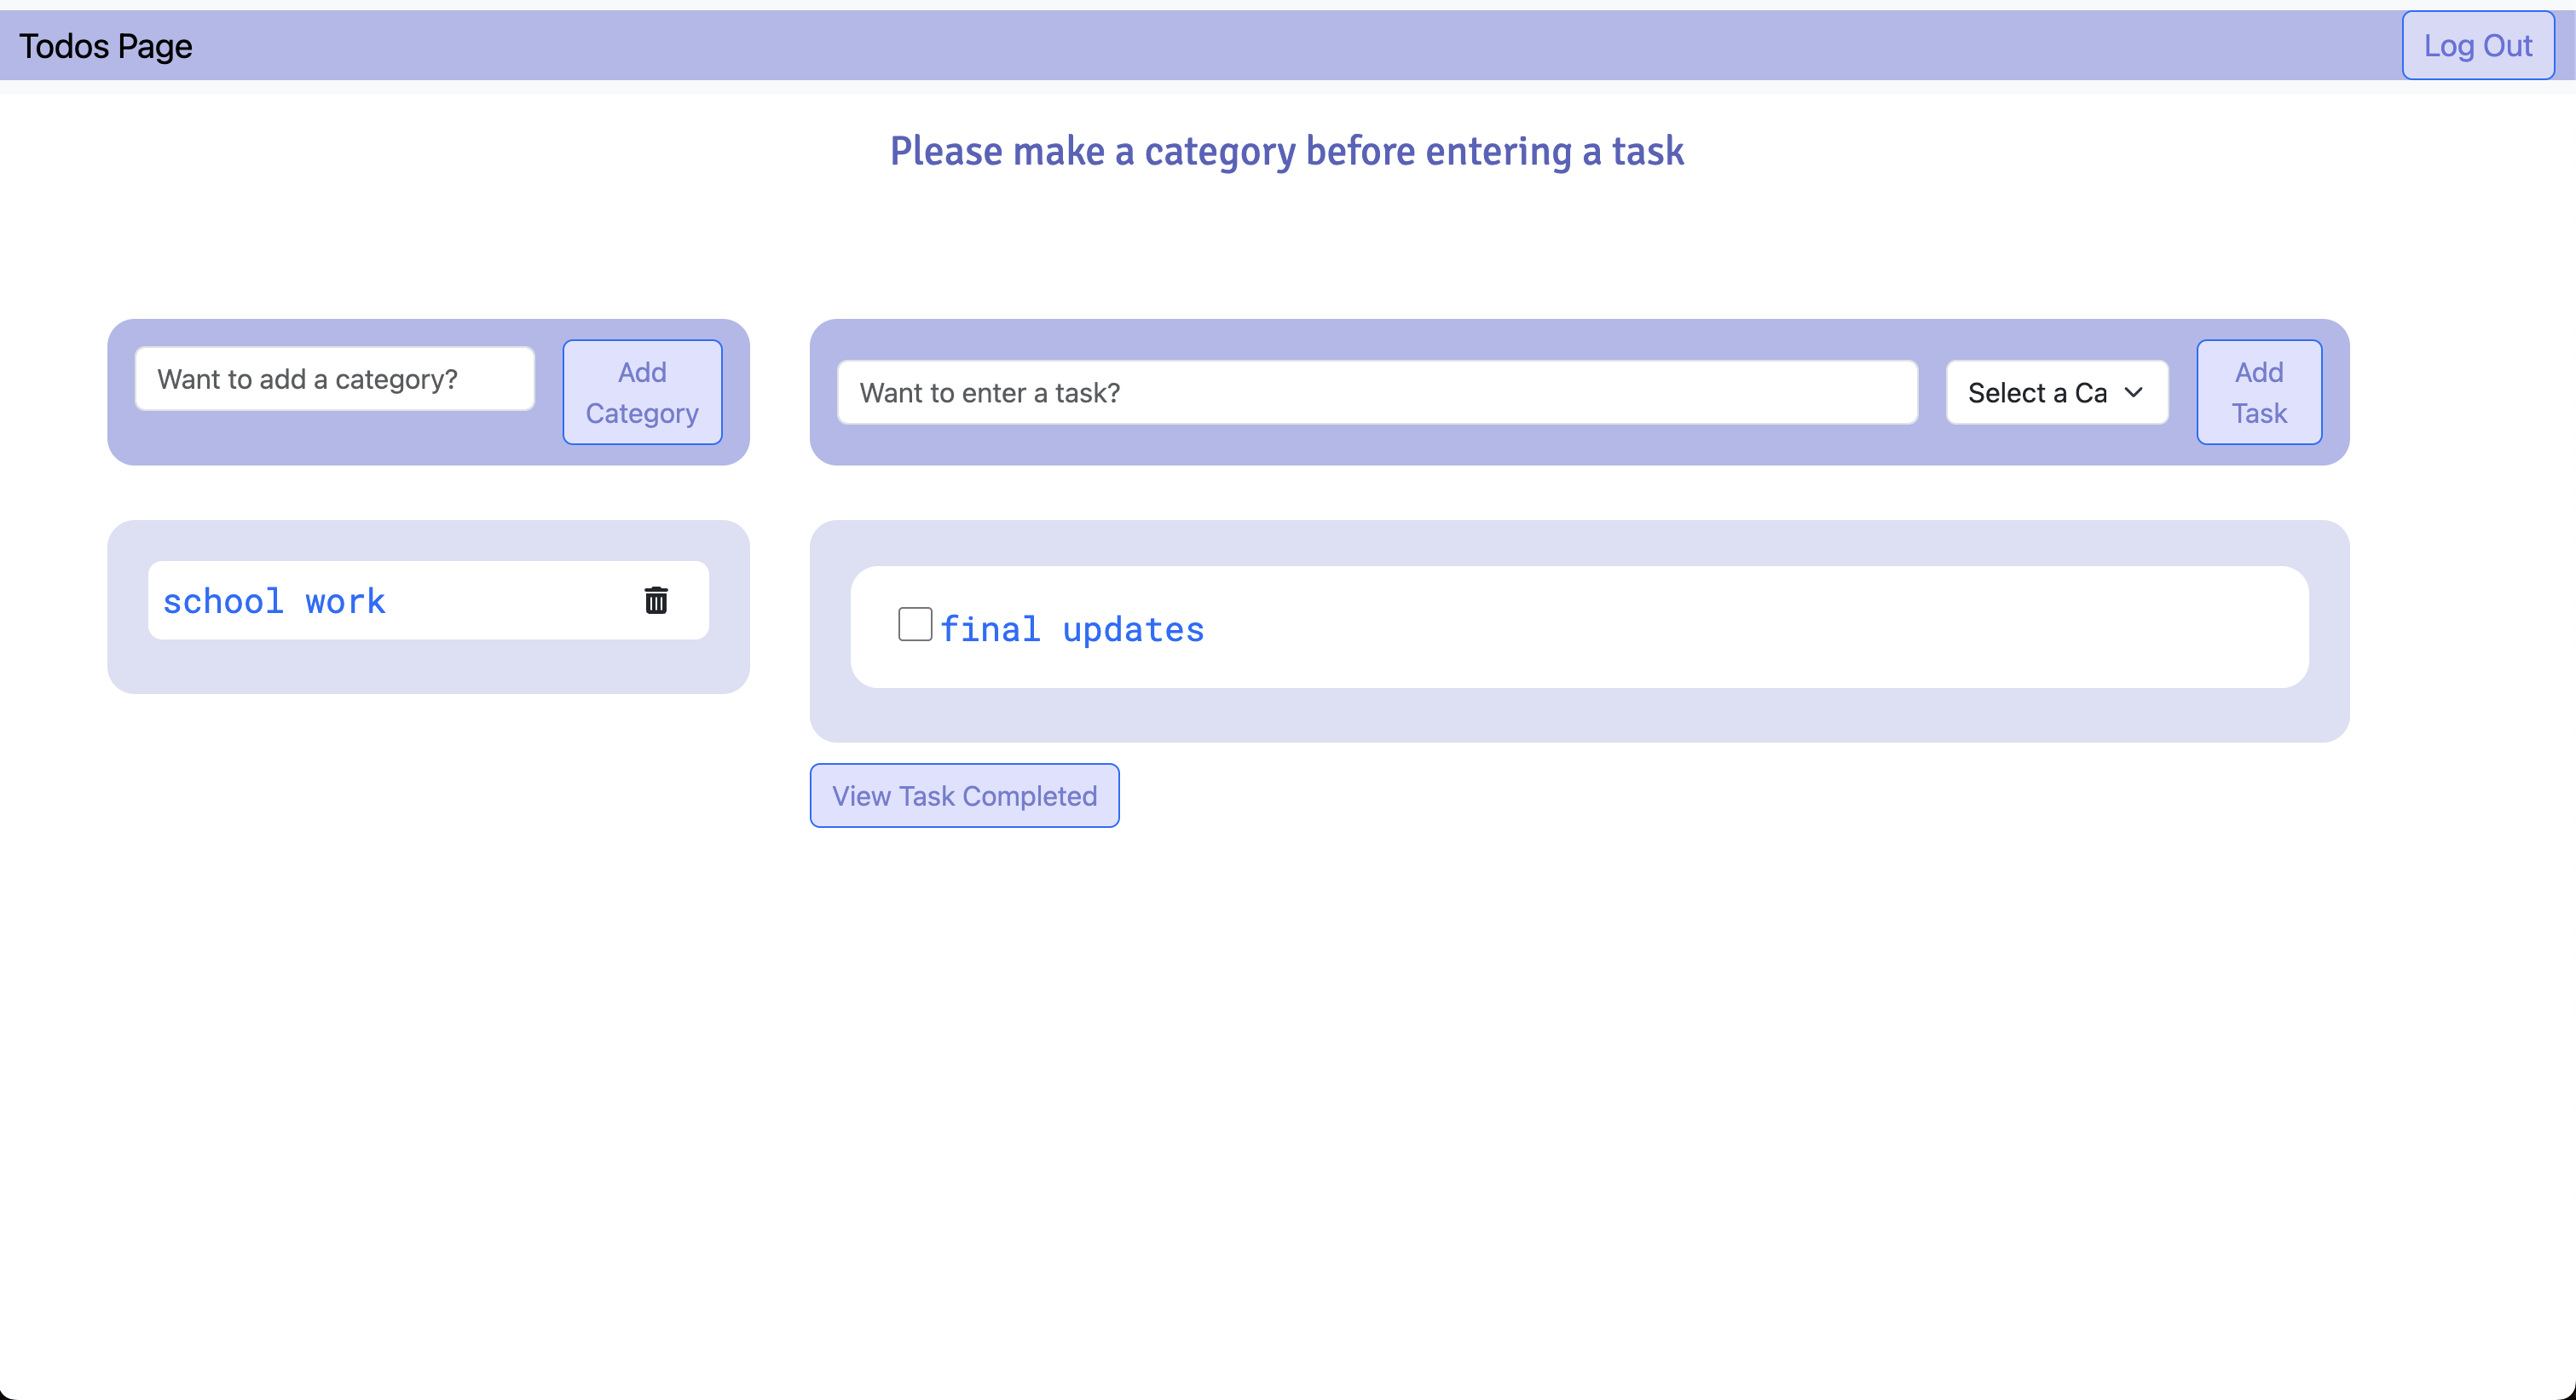 Todos Page
Log Out
Please make a category before entering a task
Want to add a category?
Add
Category
Want to enter a task?
Select a Ca
Add
Task
school work
final updates
View Task Completed